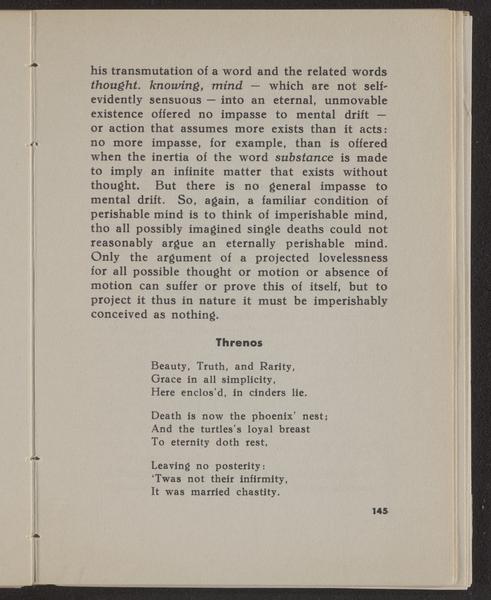 his transmutation of a word and the related words
thought. knowing, mind — which are not self-
evidently sensuous — into an eternal, unmovable
existence offered no impasse to mental drift —
or action that assumes more exists than it acts:
no more impasse, for example, than is offered
when the inertia of the word substance is made
to imply an infinite matter that exists without
thought. But there is no general impasse to
mental drift. So, again, a familiar condition of
perishable mind is to think of imperishable mind,
tho all possibly imagined single deaths could not
reasonably argue an eternally perishable mind.
Only the argument of a projected lovelessness
for all possible thought or motion or absence of
motion can suffer or prove this of itself, but to
project it thus in nature it must be imperishably
conceived as nothing.
Threnos
Beauty, Truth, and Rarity,
Grace in all simplicity,
Here enclos'd, in cinders lie.
Death is now the phoenix' nest;
And the turtles's loyal breast
To eternity doth rest,
Leaving no posterity:
'Twas not their infirmity,
It was married chastity.
145